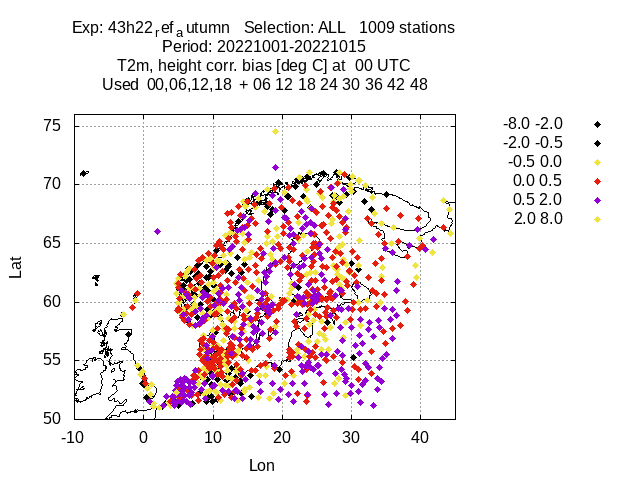 Exp: 43h22refautumn Selection: ALL 1009 stations
Period: 20221001-20221015
T2m, height corr. bias [deg C] at 00 UTC
Used 00,06,12,18 + 06 12 18 24 30 36 42 48
-8.0 -2.0
-2.0 -0.5
-0.5 0.0
0.0 0.5
0.5 2.0
2.0 8.0
75
70
65
60
55
50
Lat
-10 0 10 20 30 40
Lon